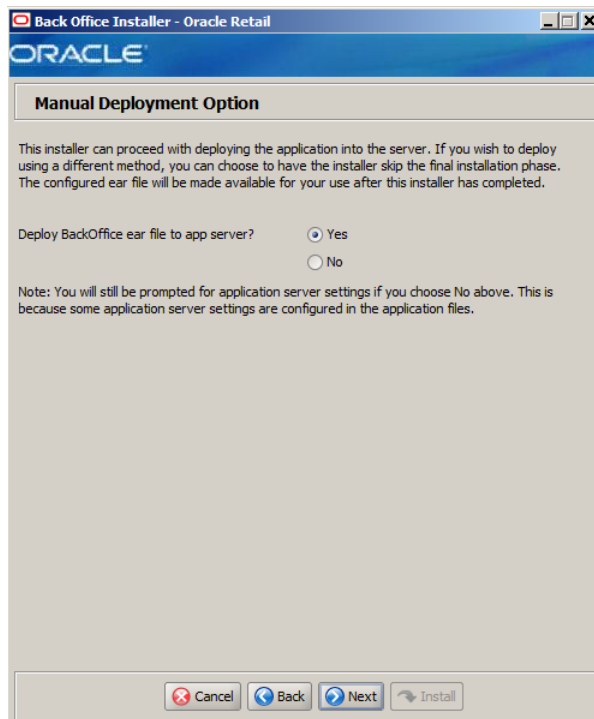 Back Office Installer - Oracle Retail
ORACLE
Manual Deployment Option
This installer can proceed with deploying the application into the server. If you wish to deploy
using a different method, you can choose to have the installer skip the final installation phase.
The configured ear file will be made available for your use after this installer has completed.
Deploy BackOffice ear file to app server?
Yes
No
Note: You will still be prompted for application server settings if you choose No above. This is
because some application server settings are configured in the application files.
Cancel
Back
Next
Install